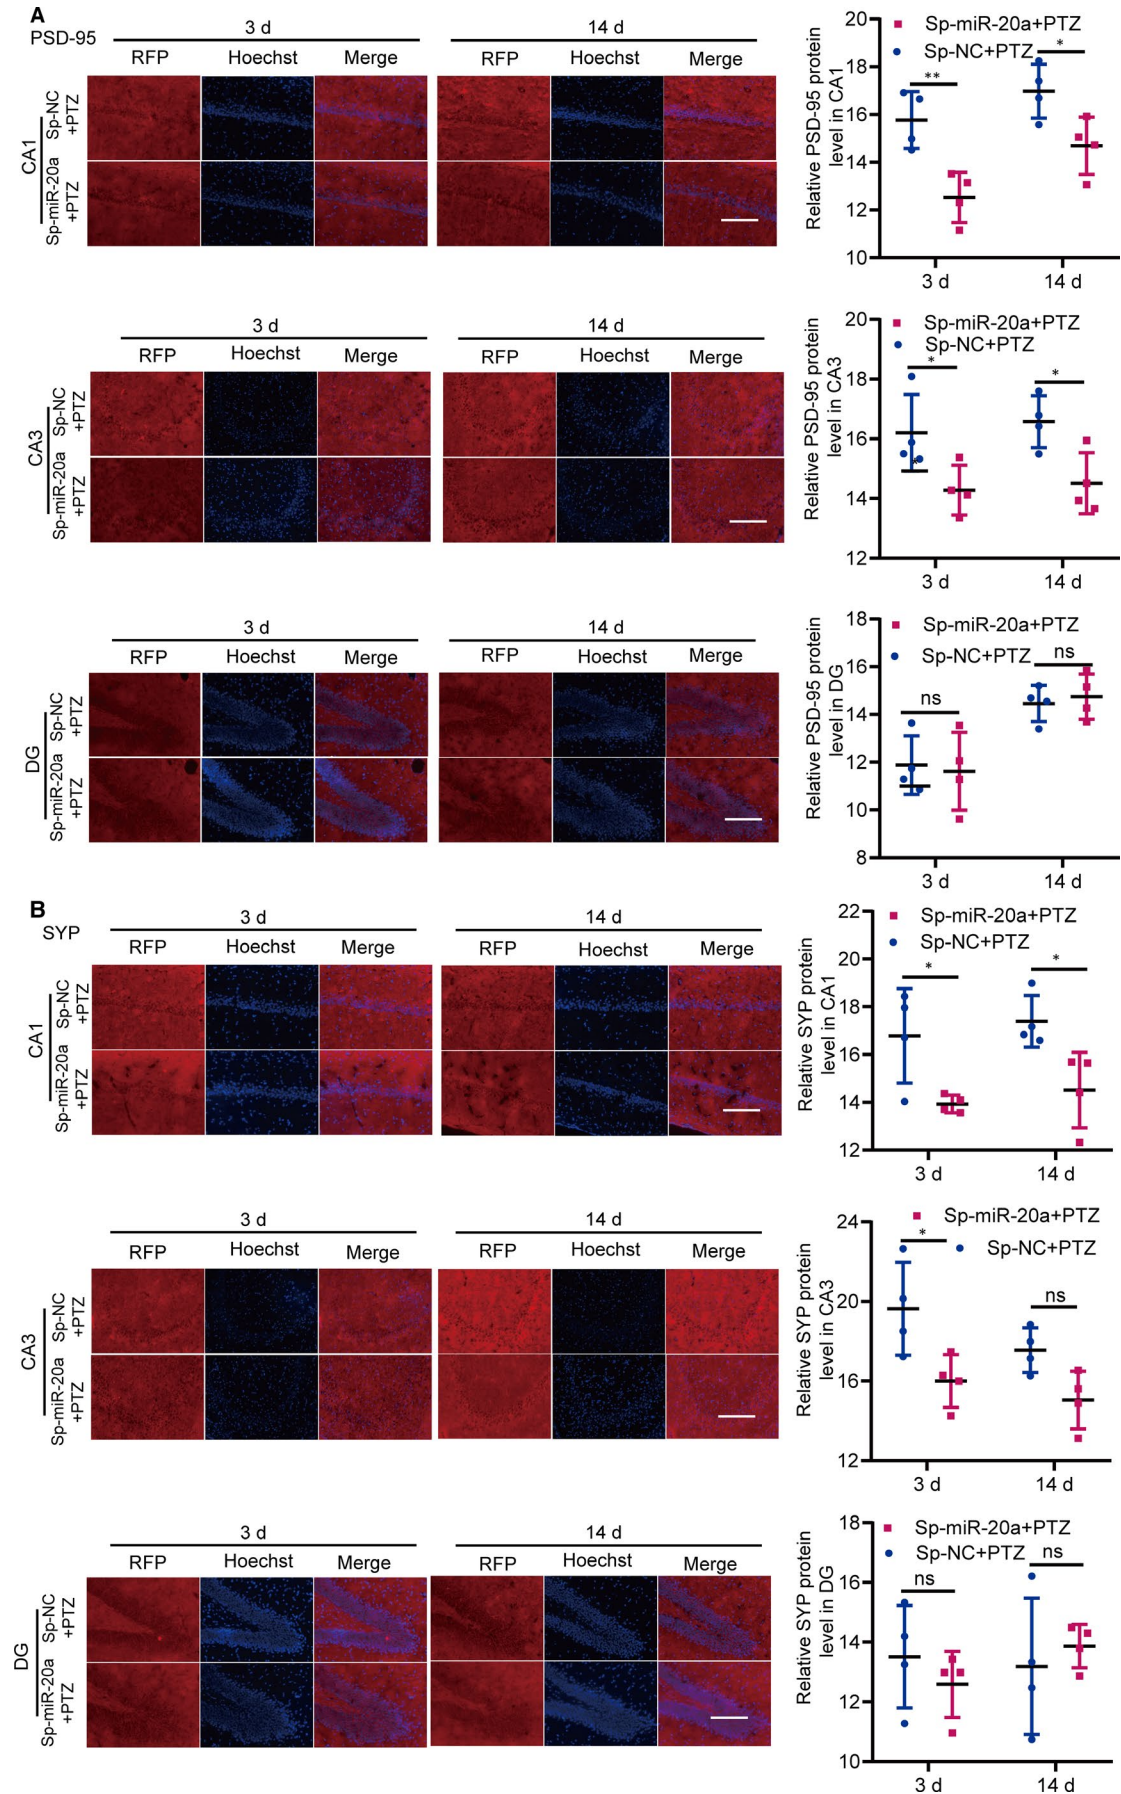 A
PSD-95
3 d
14 d
RFP Hoechst Merge RFP Hoechst Merge
CA1
Sp-NC +PTZ
Sp-miR-20a +PTZ
Relative PSD-95 protein
level in CA1
20
18
16
14
12
10
Sp-miR-20a+PTZ
Sp-NC+PTZ
**
*
3 d 14 d
3 d
14 d
RFP Hoechst Merge RFP Hoechst Merge
CA3
Sp-NC +PTZ
Sp-miR-20a +PTZ
Relative PSD-95 protein
level in CA3
20
18
16
14
12
Sp-miR-20a+PTZ
Sp-NC+PTZ
*
*
*
3 d 14 d
3 d
14 d
RFP Hoechst Merge RFP Hoechst Merge
DG
Sp-NC +PTZ
Sp-miR-20a +PTZ
Relative PSD-95 protein
level in DG
18
16
14
12
10
8
Sp-miR-20a+PTZ
Sp-NC+PTZ
ns
ns
3 d 14 d
B
SYP
3 d
14 d
RFP Hoechst Merge RFP Hoechst Merge
CA1
Sp-NC +PTZ
Sp-miR-20a +PTZ
Relative SYP protein
level in CA1
22
20
18
16
14
12
Sp-miR-20a+PTZ
Sp-NC+PTZ
*
*
3 d 14 d
3 d
14 d
RFP Hoechst Merge RFP Hoechst Merge
CA3
Sp-NC +PTZ
Sp-miR-20a +PTZ
Relative SYP protein
level in CA3
24
20
16
12
Sp-miR-20a+PTZ
Sp-NC+PTZ
*
ns
3 d 14 d
3 d
14 d
RFP Hoechst Merge RFP Hoechst Merge
DG
Sp-NC +PTZ
Sp-miR-20a +PTZ
Relative SYP protein
level in DG
18
16
14
12
10
Sp-miR-20a+PTZ
Sp-NC+PTZ
ns
ns
3 d 14 d